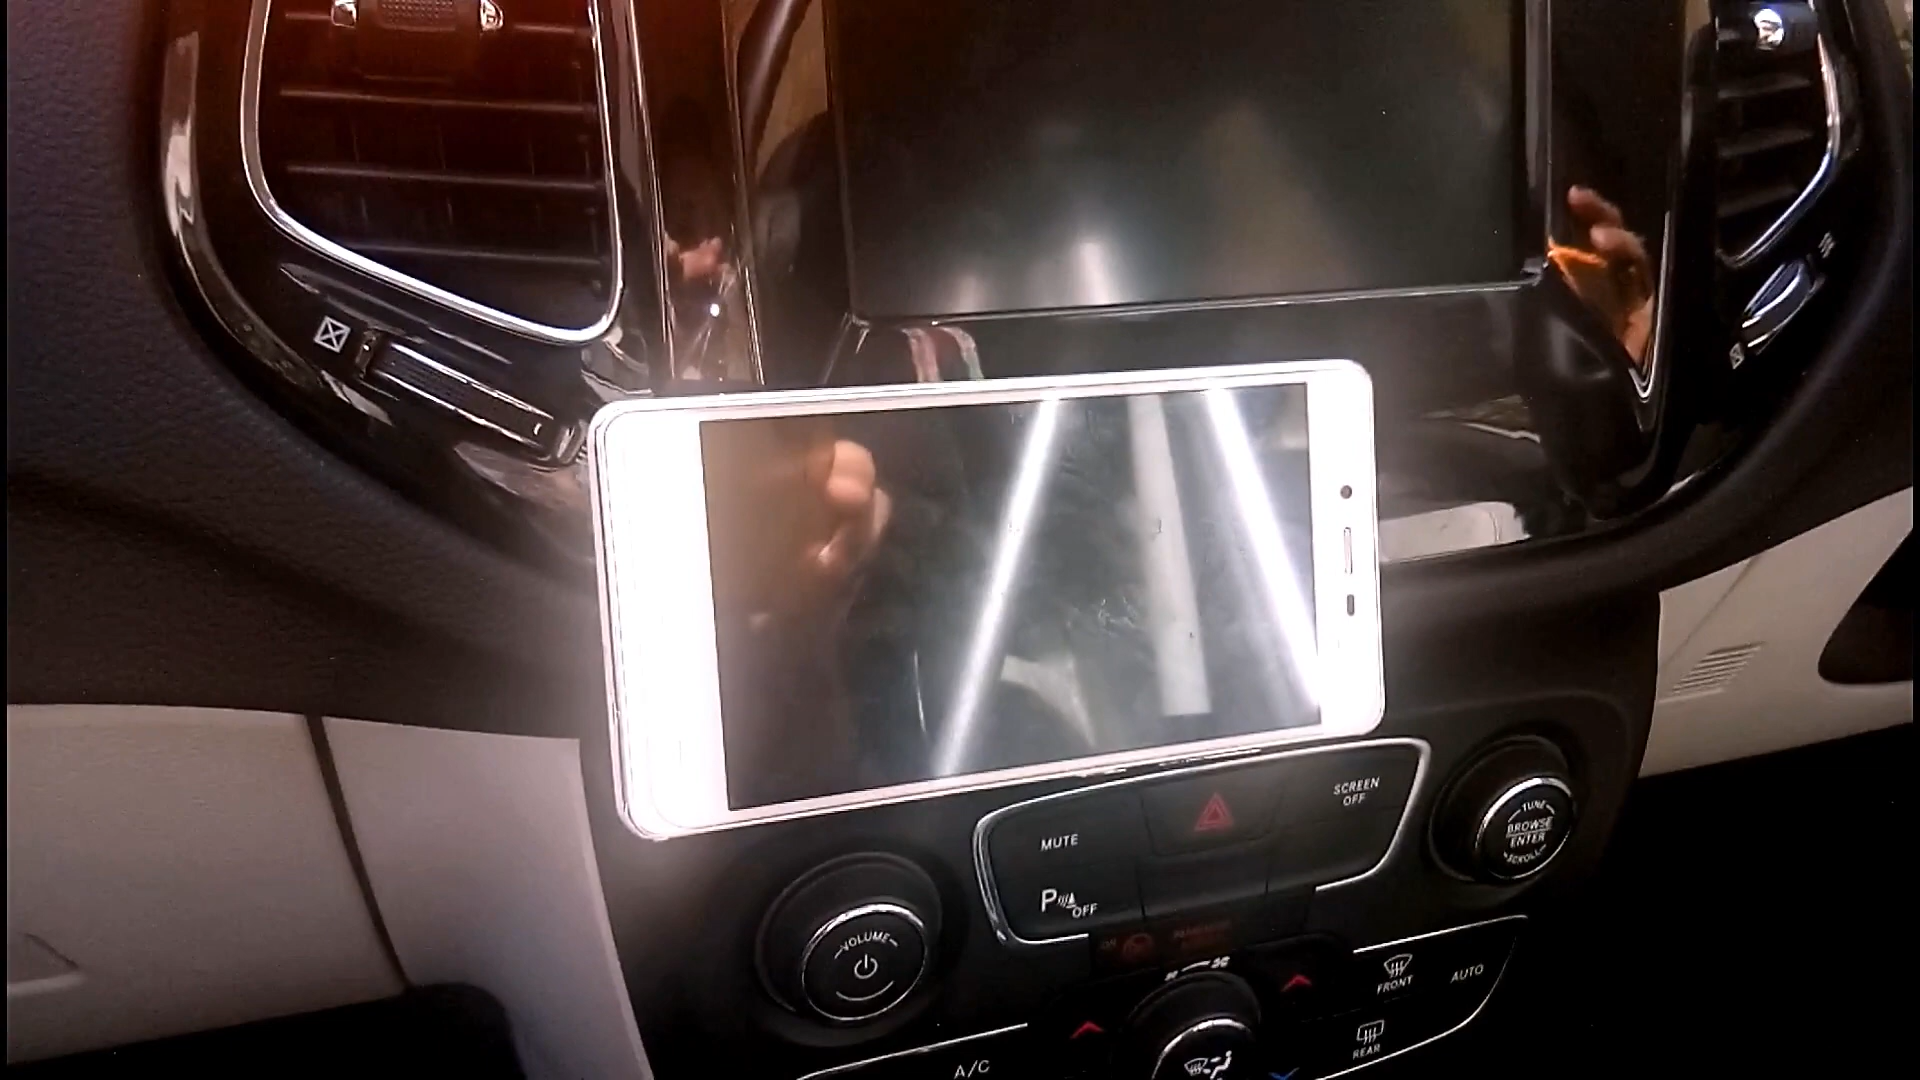 SCREEN
OFF
MUTE
P OFF
TUNE
BROWSE
ENTER
SCROLL
VOLUME
FRONT
AUTO
REAR
A/C